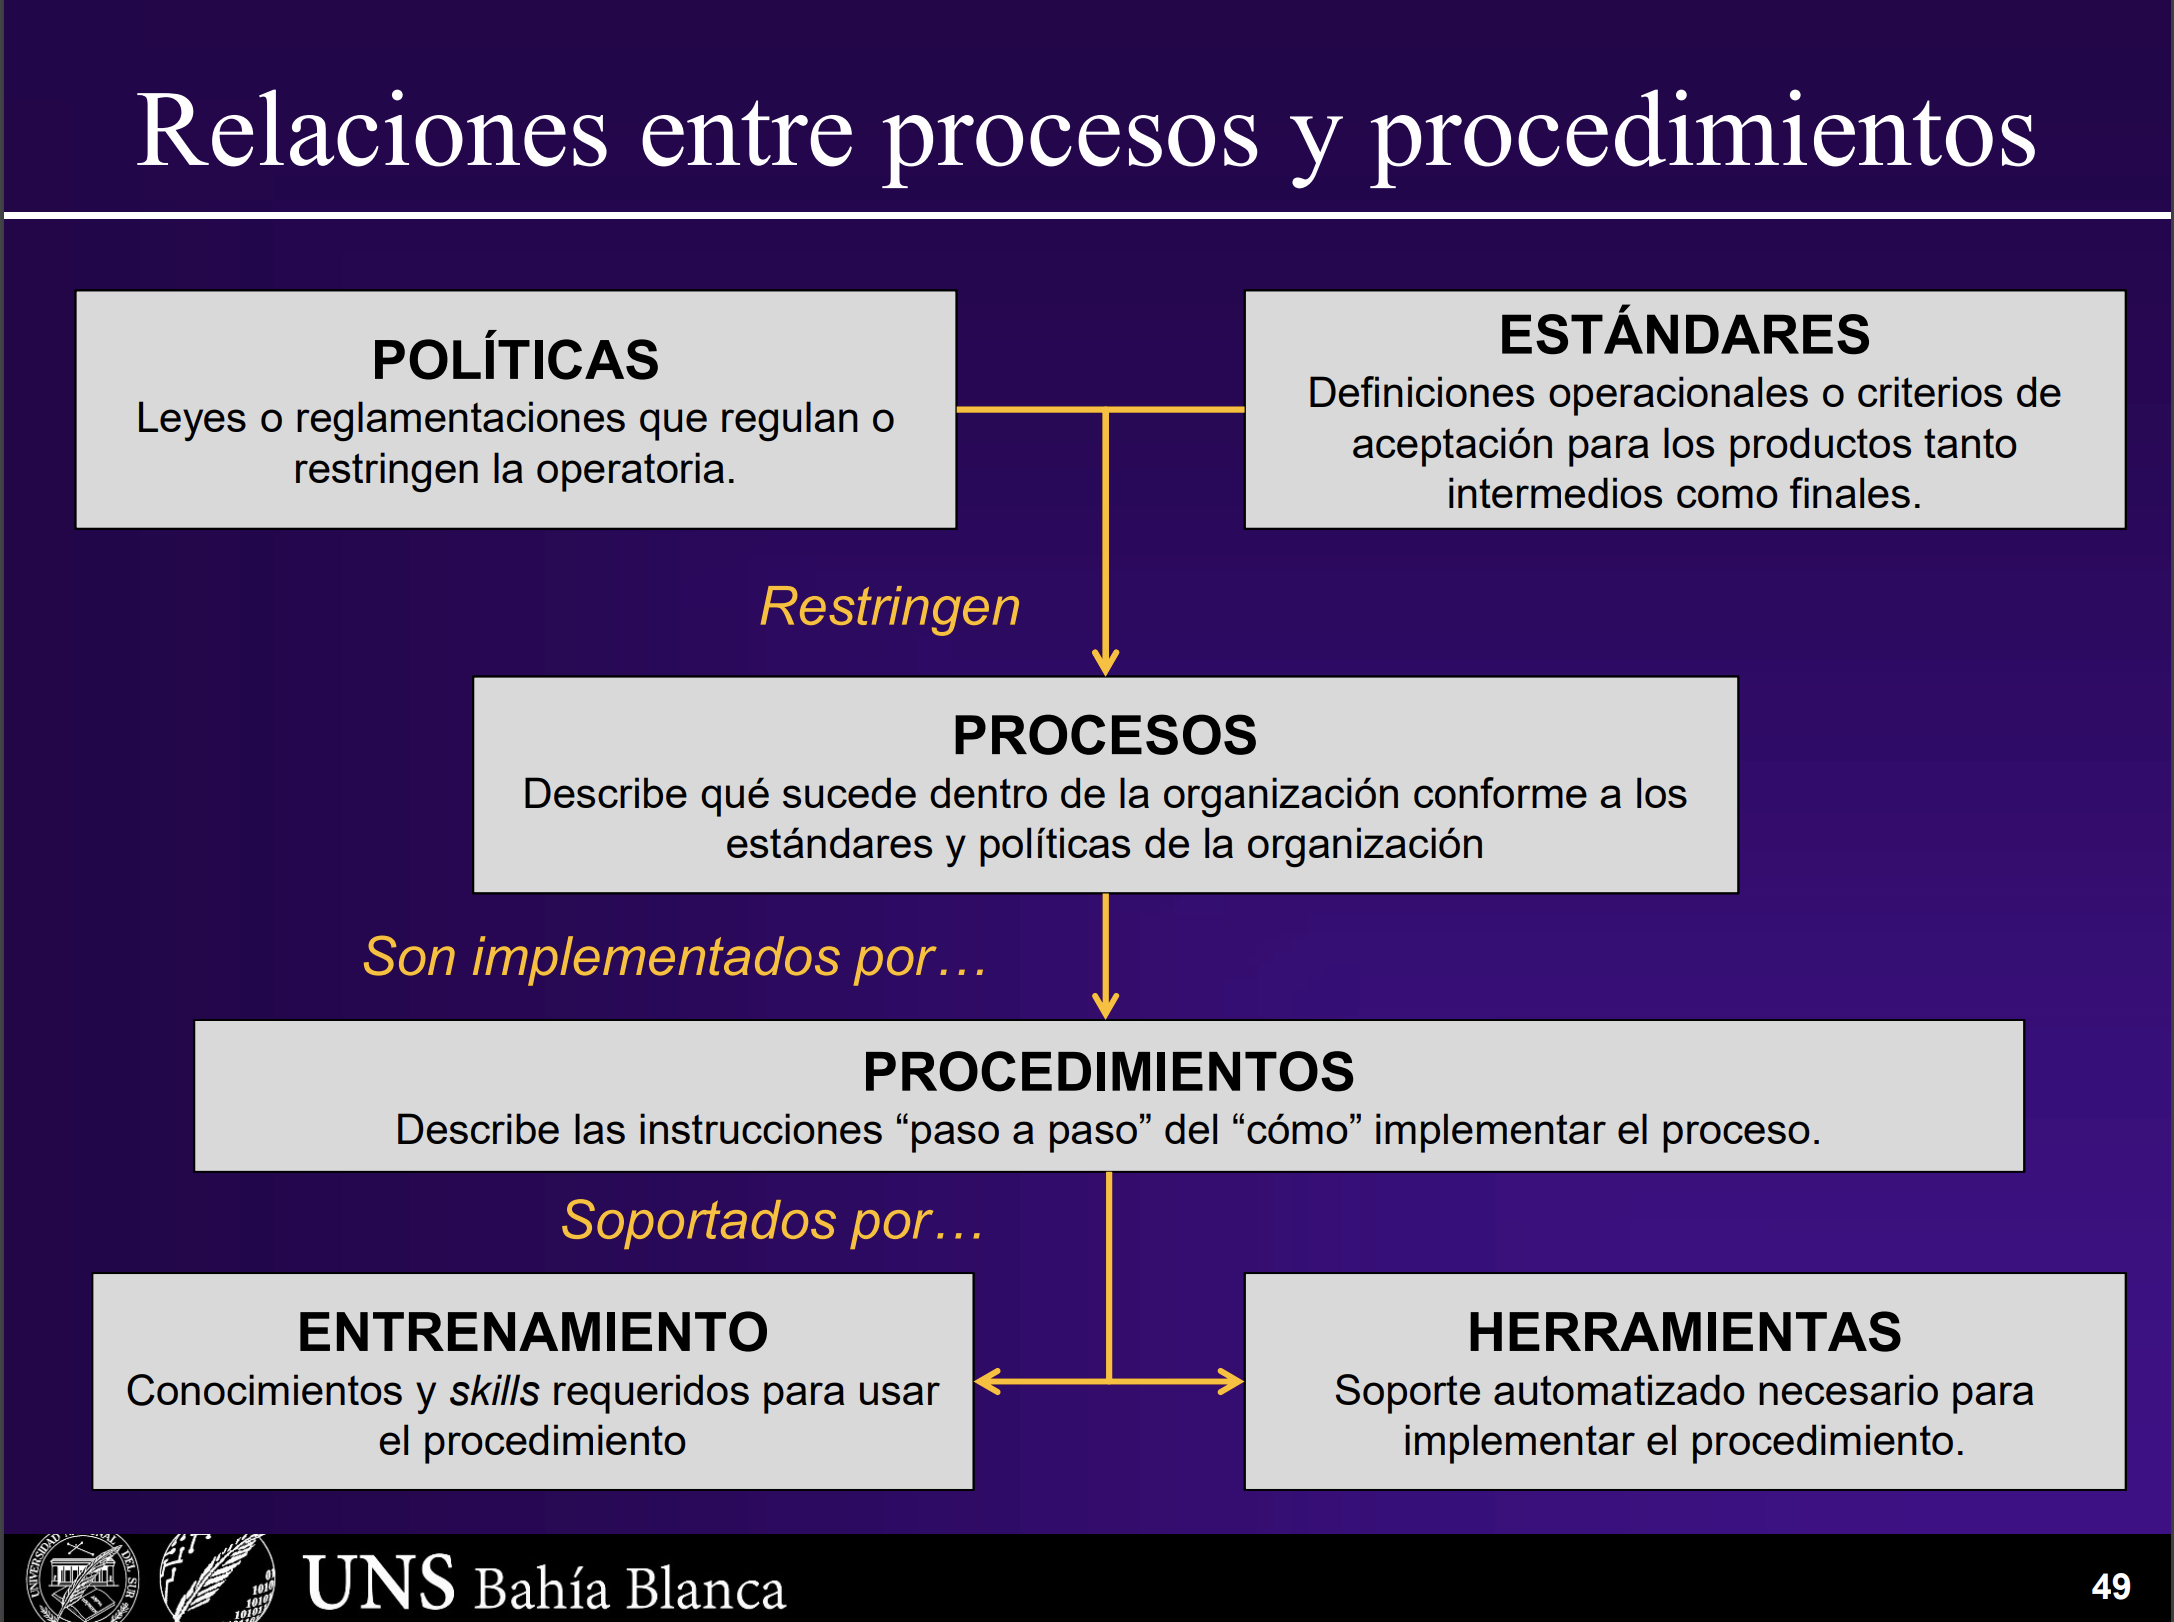 Relaciones entre procesos y procedimientos
POLÍTICAS
Leyes o reglamentaciones que regulan o
restringen la operatoria.
ESTÁNDARES
Definiciones operacionales o criterios de
aceptación para los productos tanto
intermedios como finales.
Restringen
PROCESOS
Describe qué sucede dentro de la organización conforme a los
estándares y políticas de la organización
Son implementados por…
PROCEDIMIENTOS
Describe las instrucciones “paso a paso” del “cómo” implementar el proceso.
Soportados por…
ENTRENAMIENTO
Conocimientos y skills requeridos para usar
el procedimiento
HERRAMIENTAS
Soporte automatizado necesario para
implementar el procedimiento.
UNS Bahía Blanca
49